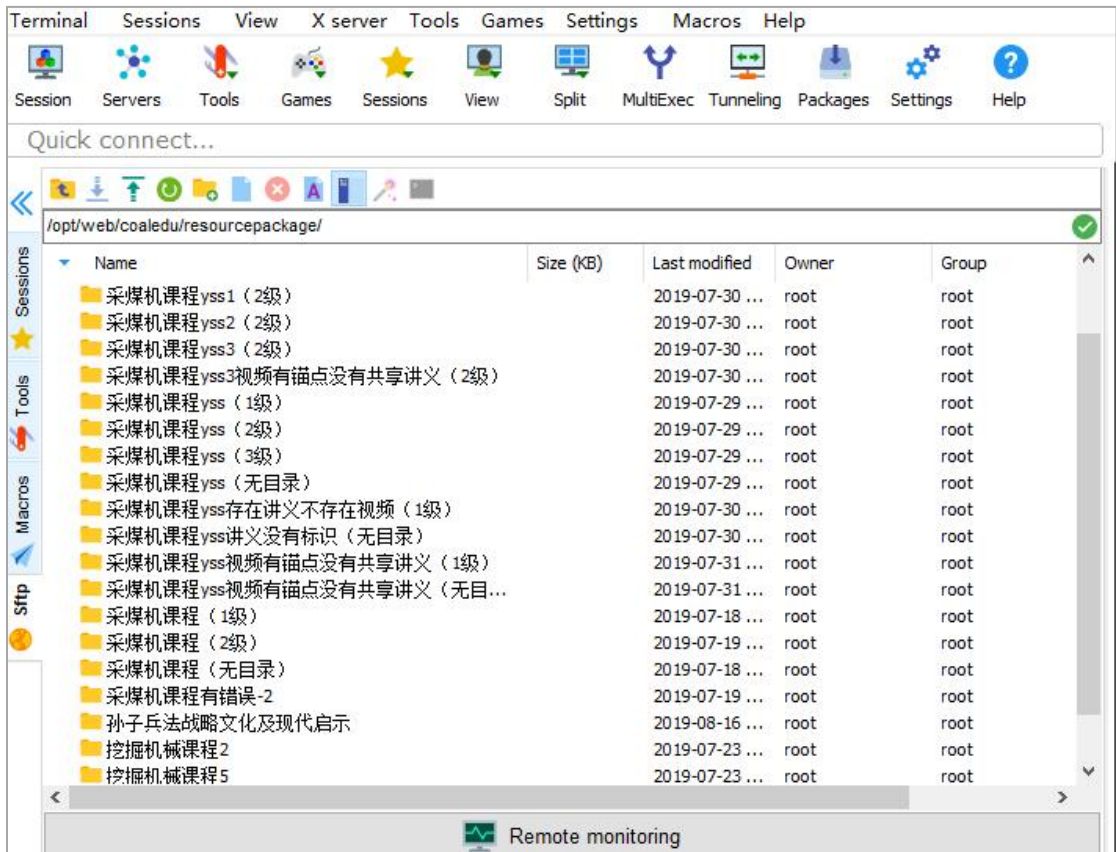 Terminal Sessions View X server Tools Games Settings Macros Help
Session Servers Tools Games Sessions View Split MultiExec Tunneling Packages Settings Help
Quick connect...
/opt/web/coaledu/resourcepackage/
Name Size (KB) Last modified Owner Group
采煤机课程yss1（2级） 2019-07-30 ... root root
采煤机课程yss2（2级） 2019-07-30 ... root root
采煤机课程yss3（2级） 2019-07-30 ... root root
采煤机课程yss3视频有锚点没有共享讲义（2级） 2019-07-30 ... root root
采煤机课程yss（1级） 2019-07-29 ... root root
采煤机课程yss（2级） 2019-07-29 ... root root
采煤机课程yss（3级） 2019-07-29 ... root root
采煤机课程yss（无目录） 2019-07-29 ... root root
采煤机课程yss存在讲义不存在视频（1级） 2019-07-30 ... root root
采煤机课程yss讲义没有标识（无目录） 2019-07-30 ... root root
采煤机课程yss视频有锚点没有共享讲义（1级） 2019-07-31 ... root root
采煤机课程yss视频有锚点没有共享讲义（无目... 2019-07-31 ... root root
采煤机课程（1级） 2019-07-18 ... root root
采煤机课程（2级） 2019-07-19 ... root root
采煤机课程（无目录） 2019-07-18 ... root root
采煤机课程有错误-2 2019-07-19 ... root root
孙子兵法战略文化及现代启示 2019-08-16 ... root root
挖掘机械课程2 2019-07-23 ... root root
挖掘机械课程5 2019-07-23 ... root root
Sessions
Tools
Macros
Sftp
Remote monitoring